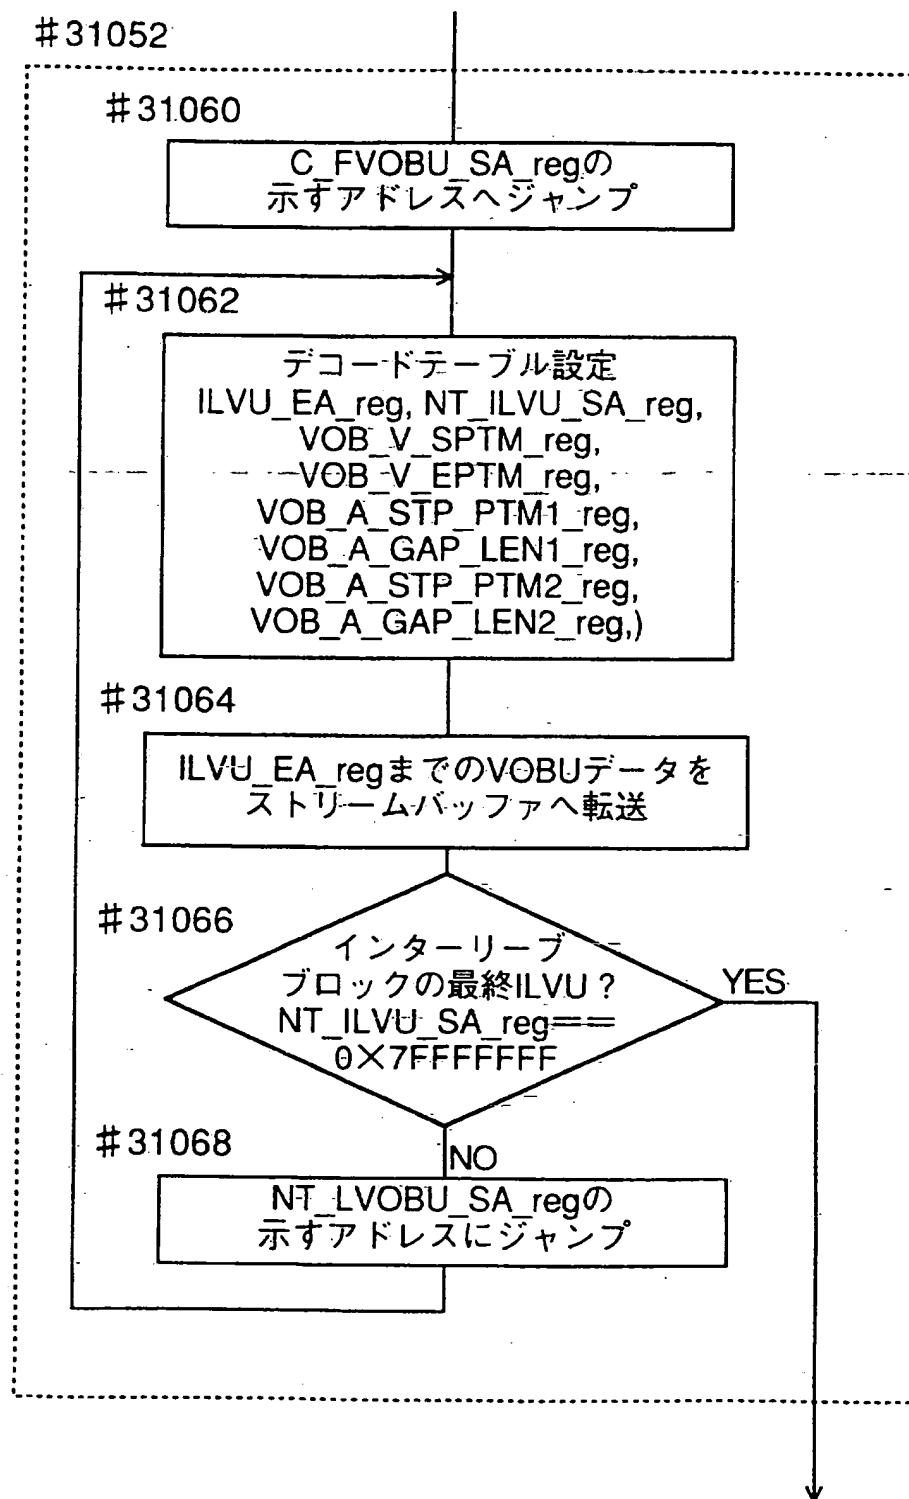 #31052
#31060
C_FVOBU_SA_regの
示すアドレスへジャンプ
#31062
デコードテーブル設定
ILVU_EA_reg, NT_ILVU_SA_reg,
VOB_V_SPTM_reg,
VOB_V_EPTM_reg,
VOB_A_STP_PTM1_reg,
VOB_A_GAP_LEN1_reg,
VOB_A_STP_PTM2_reg,
VOB_A_GAP_LEN2_reg,)
#31064
ILVU_EA_regまでのVOBUデータを
ストリームバッファへ転送
#31066
インターリーブ
ブロックの最終ILVU?
NT_ILVU_SA_reg==
0×7FFFFFFF
YES
#31068
NO
NT_LVOBU_SA_regの
示すアドレスにジャンプ